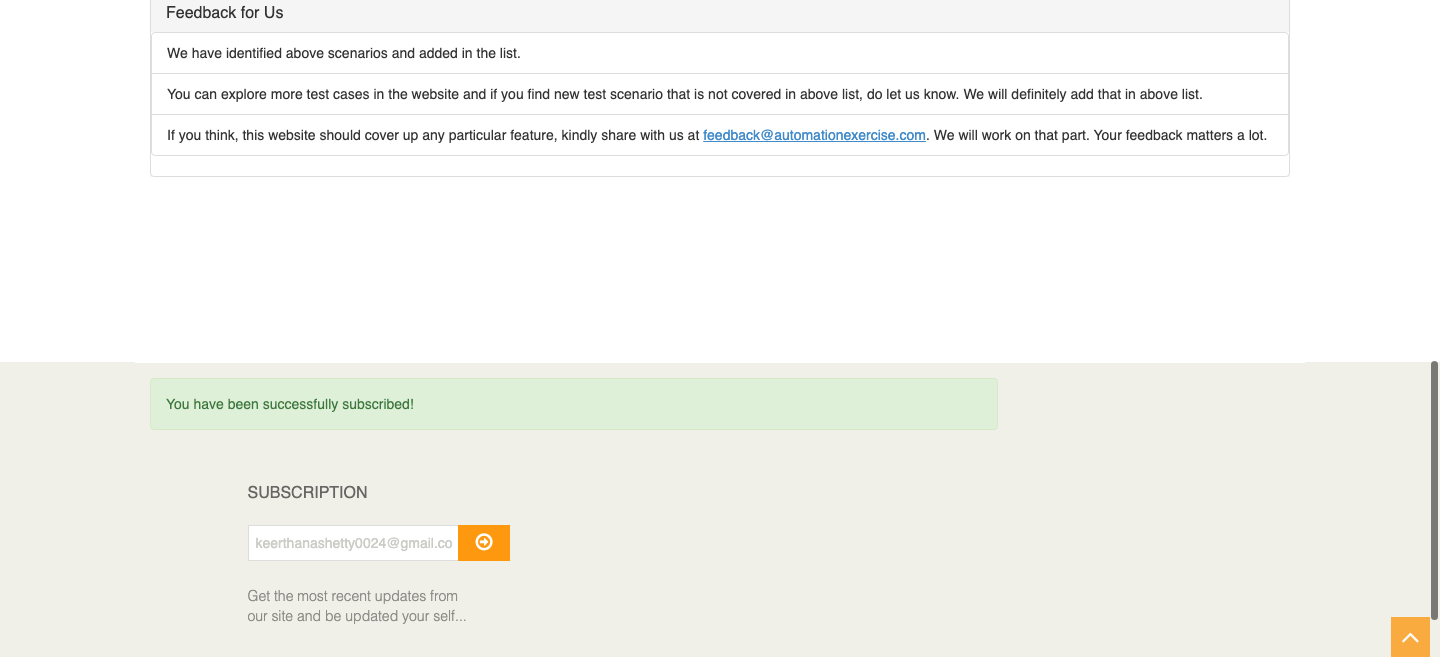 Feedback for Us
We have identified above scenarios and added in the list.
You can explore more test cases in the website and if you find new test scenario that is not covered in above list, do let us know. We will definitely add that in above list.
If you think, this website should cover up any particular feature, kindly share with us at feedback@automationexercise.com. We will work on that part. Your feedback matters a lot.
You have been successfully subscribed!
SUBSCRIPTION
keerthanashetty0024@gmail.co
Get the most recent updates from
our site and be updated your self...